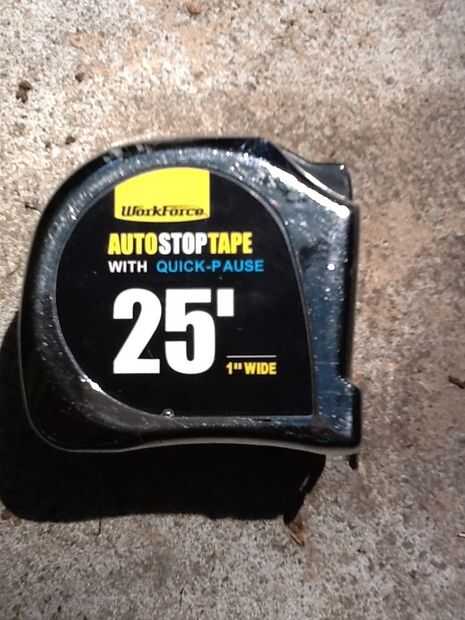 WORKFORCE
AUTOSTOPTAPE
WITH QUICK-PAUSE
25'
1" WIDE